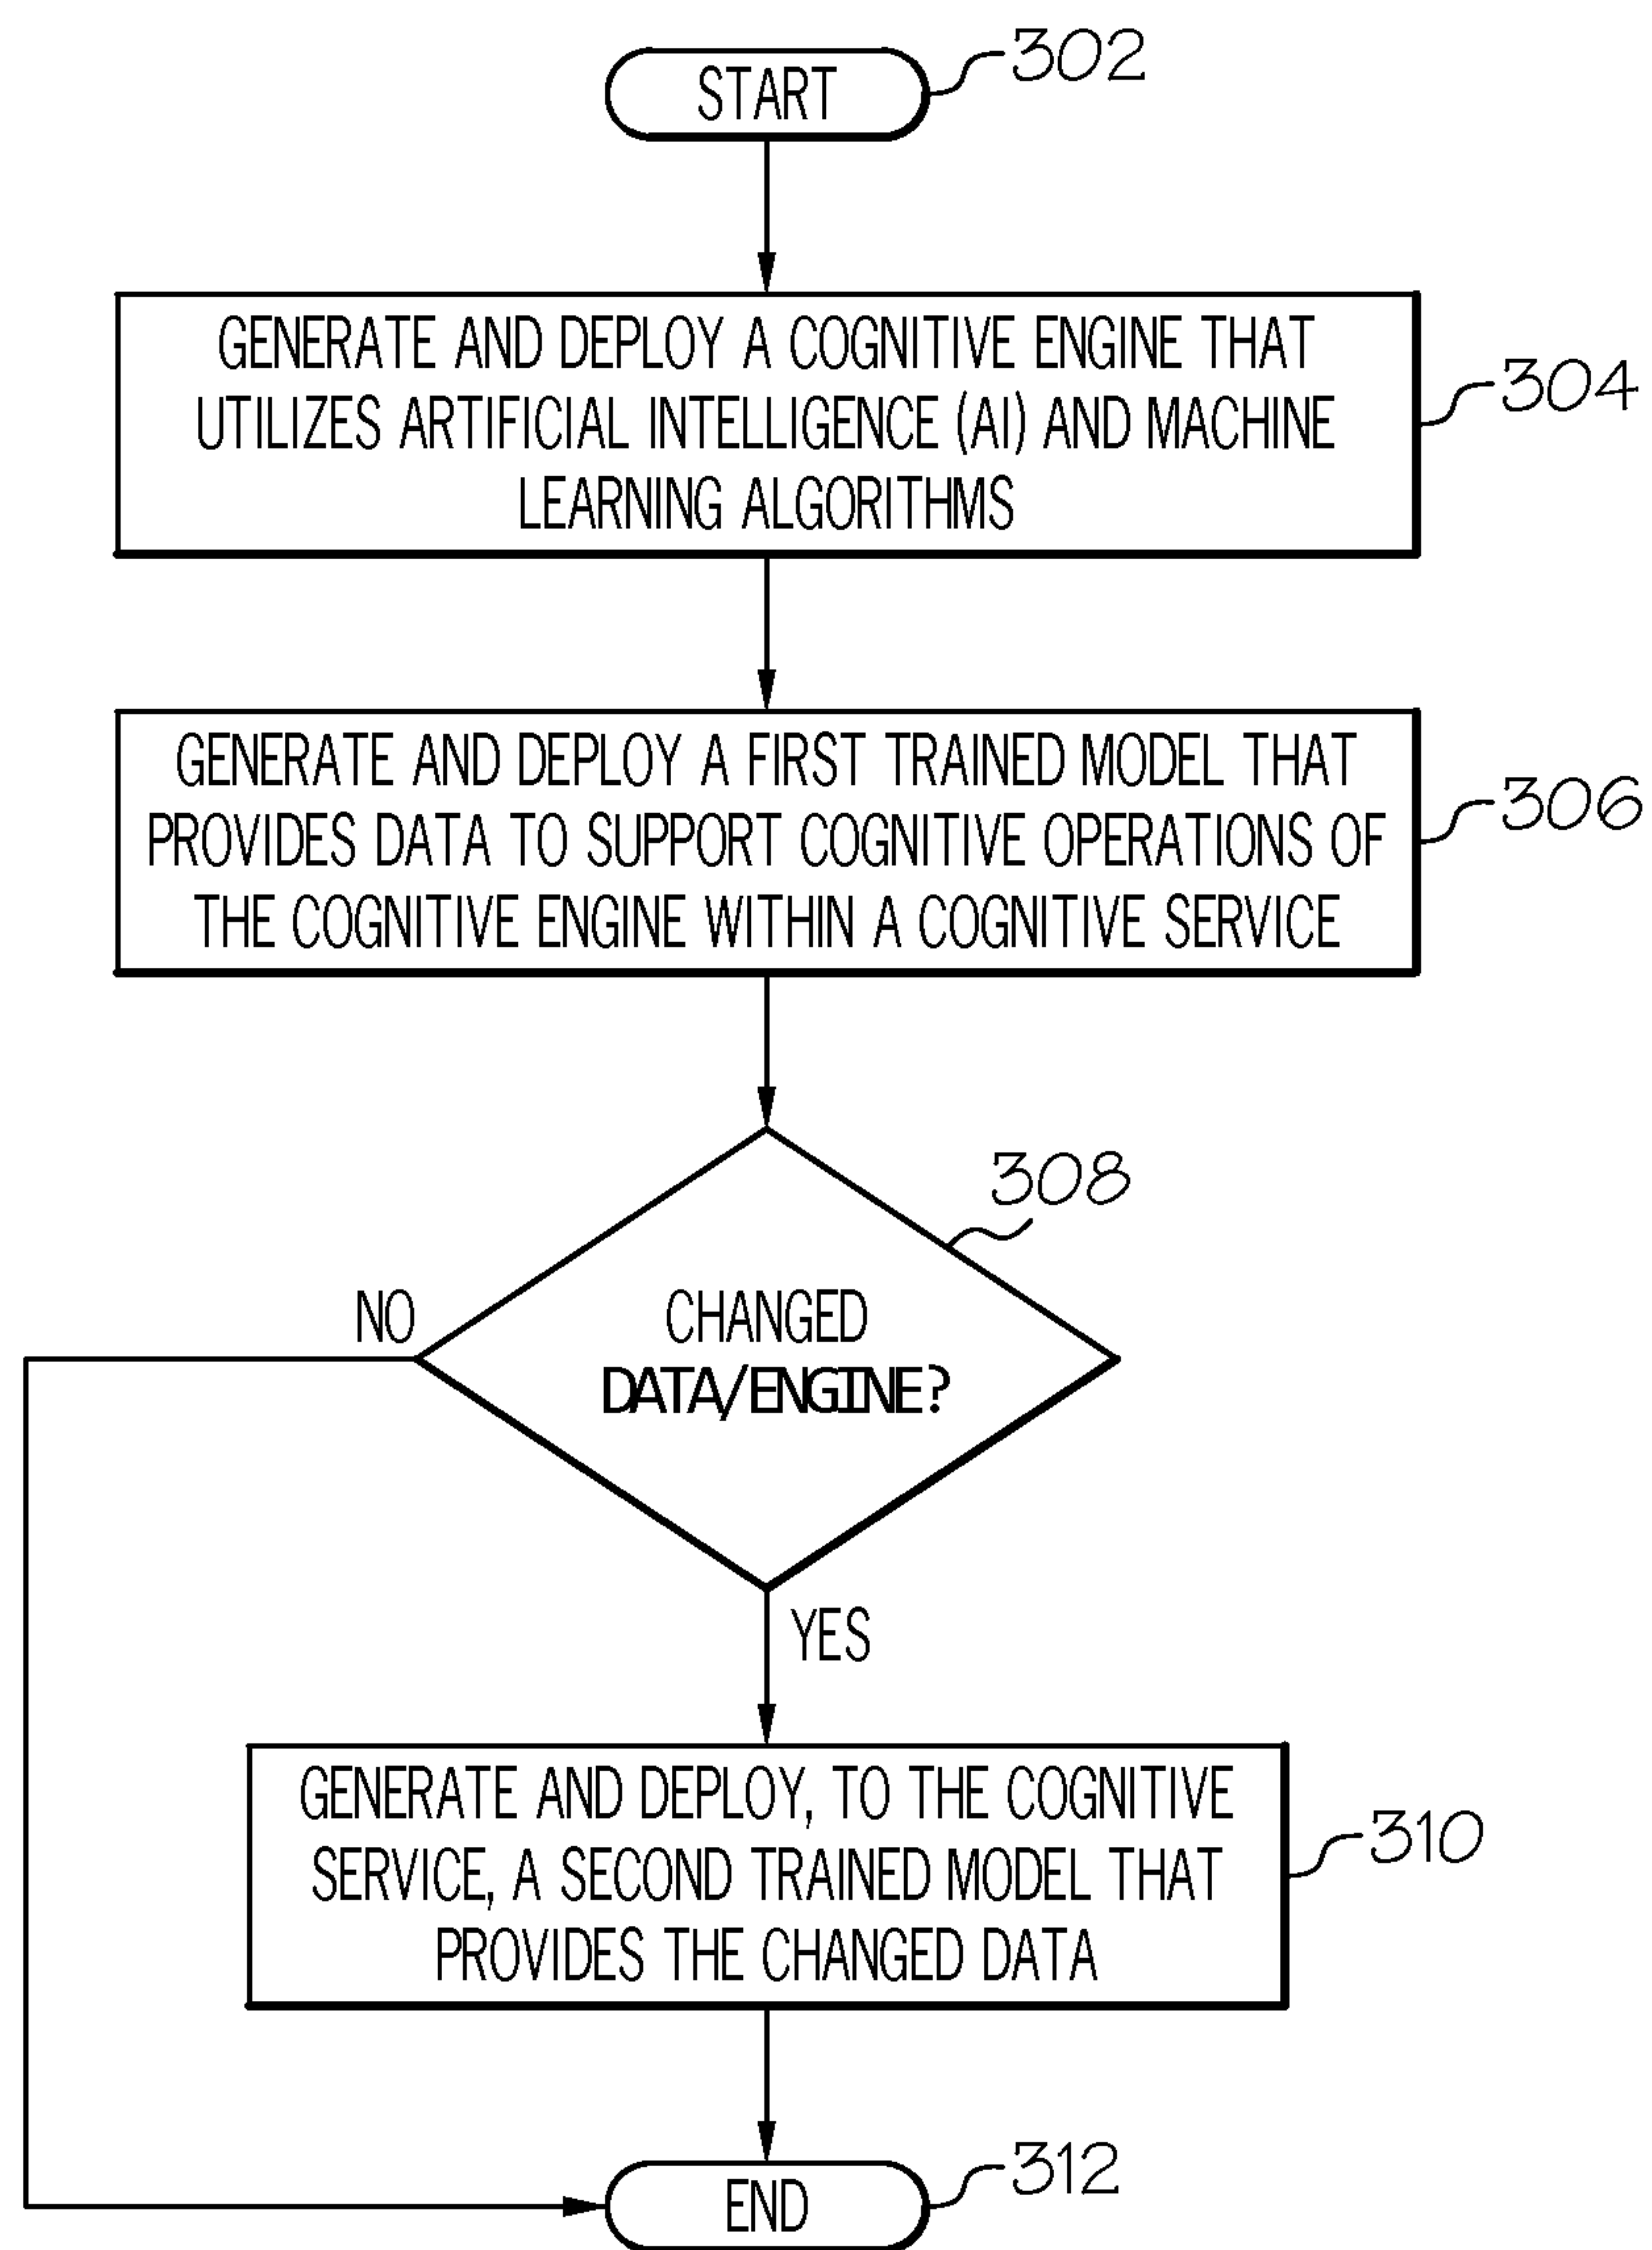 START
302
GENERATE AND DEPLOY A COGNITIVE ENGINE THAT
UTILIZES ARTIFICIAL INTELLIGENCE (AI) AND MACHINE
LEARNING ALGORITHMS
304
GENERATE AND DEPLOY A FIRST TRAINED MODEL THAT
PROVIDES DATA TO SUPPORT COGNITIVE OPERATIONS OF
THE COGNITIVE ENGINE WITHIN A COGNITIVE SERVICE
306
308
NO
CHANGED
DATA/ENGINE?
YES
GENERATE AND DEPLOY, TO THE COGNITIVE
SERVICE, A SECOND TRAINED MODEL THAT
PROVIDES THE CHANGED DATA
310
END
312